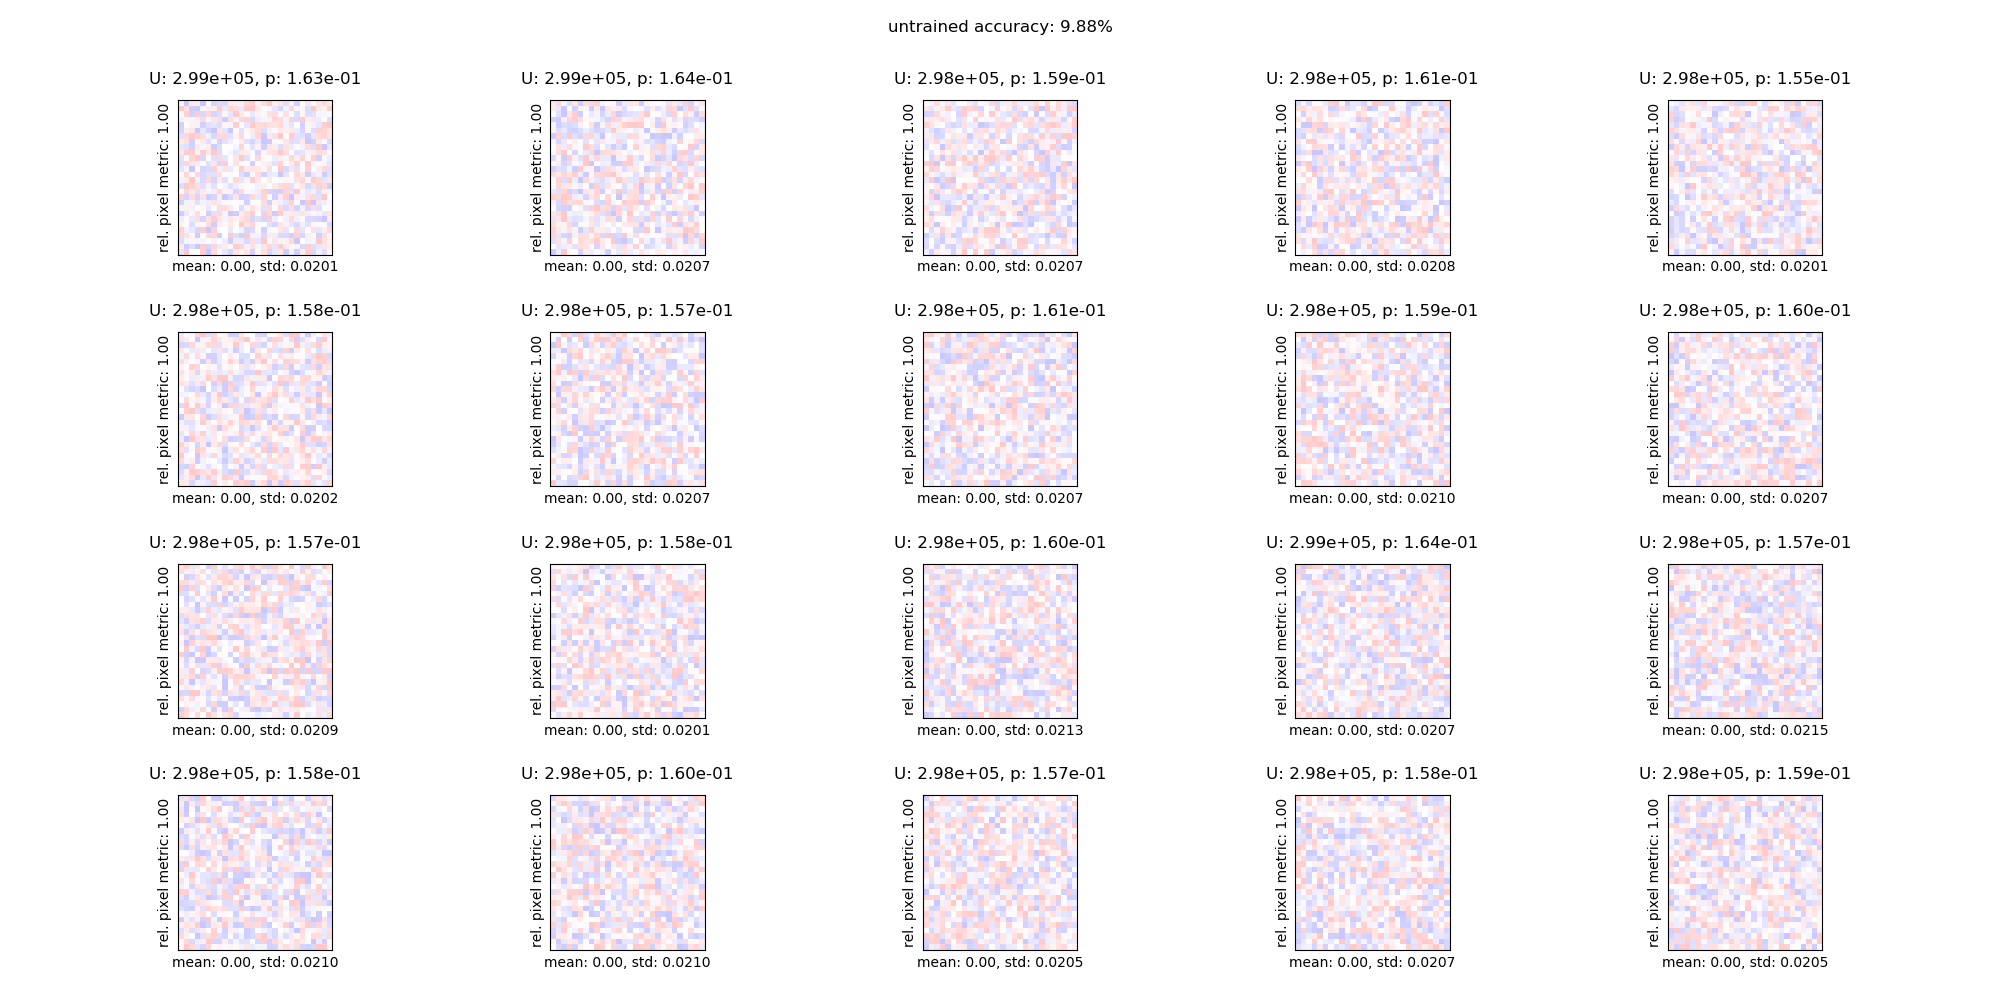 untrained accuracy: 9.88%
U: 2.99e+05, p: 1.63e-01
rel. pixel metric: 1.00
mean: 0.00, std: 0.0201
U: 2.99e+05, p: 1.64e-01
rel. pixel metric: 1.00
mean: 0.00, std: 0.0207
U: 2.98e+05, p: 1.59e-01
rel. pixel metric: 1.00
mean: 0.00, std: 0.0207
U: 2.98e+05, p: 1.61e-01
rel. pixel metric: 1.00
mean: 0.00, std: 0.0208
U: 2.98e+05, p: 1.55e-01
rel. pixel metric: 1.00
mean: 0.00, std: 0.0201
U: 2.98e+05, p: 1.58e-01
rel. pixel metric: 1.00
mean: 0.00, std: 0.0202
U: 2.98e+05, p: 1.57e-01
rel. pixel metric: 1.00
mean: 0.00, std: 0.0207
U: 2.98e+05, p: 1.61e-01
rel. pixel metric: 1.00
mean: 0.00, std: 0.0207
U: 2.98e+05, p: 1.59e-01
rel. pixel metric: 1.00
mean: 0.00, std: 0.0210
U: 2.98e+05, p: 1.60e-01
rel. pixel metric: 1.00
mean: 0.00, std: 0.0207
U: 2.98e+05, p: 1.57e-01
rel. pixel metric: 1.00
mean: 0.00, std: 0.0209
U: 2.98e+05, p: 1.58e-01
rel. pixel metric: 1.00
mean: 0.00, std: 0.0201
U: 2.98e+05, p: 1.60e-01
rel. pixel metric: 1.00
mean: 0.00, std: 0.0213
U: 2.99e+05, p: 1.64e-01
rel. pixel metric: 1.00
mean: 0.00, std: 0.0207
U: 2.98e+05, p: 1.57e-01
rel. pixel metric: 1.00
mean: 0.00, std: 0.0215
U: 2.98e+05, p: 1.58e-01
rel. pixel metric: 1.00
mean: 0.00, std: 0.0210
U: 2.98e+05, p: 1.60e-01
rel. pixel metric: 1.00
mean: 0.00, std: 0.0210
U: 2.98e+05, p: 1.57e-01
rel. pixel metric: 1.00
mean: 0.00, std: 0.0205
U: 2.98e+05, p: 1.58e-01
rel. pixel metric: 1.00
mean: 0.00, std: 0.0207
U: 2.98e+05, p: 1.59e-01
rel. pixel metric: 1.00
mean: 0.00, std: 0.0205